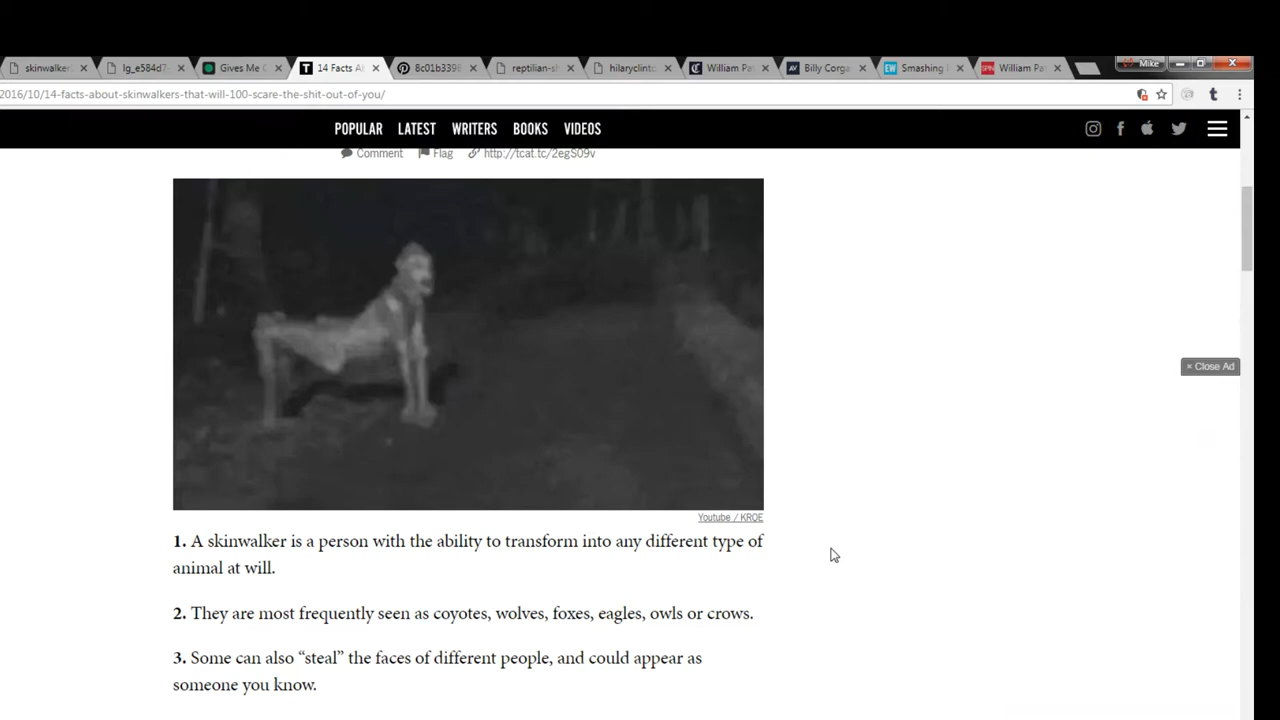 skinwalker
lg_e584d7
Gives Me
14 Facts Ab
8c01b3398
reptilian-sh
hilaryclinto
William Pa
Billy Corga
Smashing
William Pa
Mike
2016/10/14-facts-about-skinwalkers-that-will-100-scare-the-shit-out-of-you/
POPULAR LATEST WRITERS BOOKS VIDEOS
Comment Flag http://tcat.tc/2egS09v
× Close Ad
Youtube / KROE
1. A skinwalker is a person with the ability to transform into any different type of
animal at will.
2. They are most frequently seen as coyotes, wolves, foxes, eagles, owls or crows.
3. Some can also “steal” the faces of different people, and could appear as
someone you know.